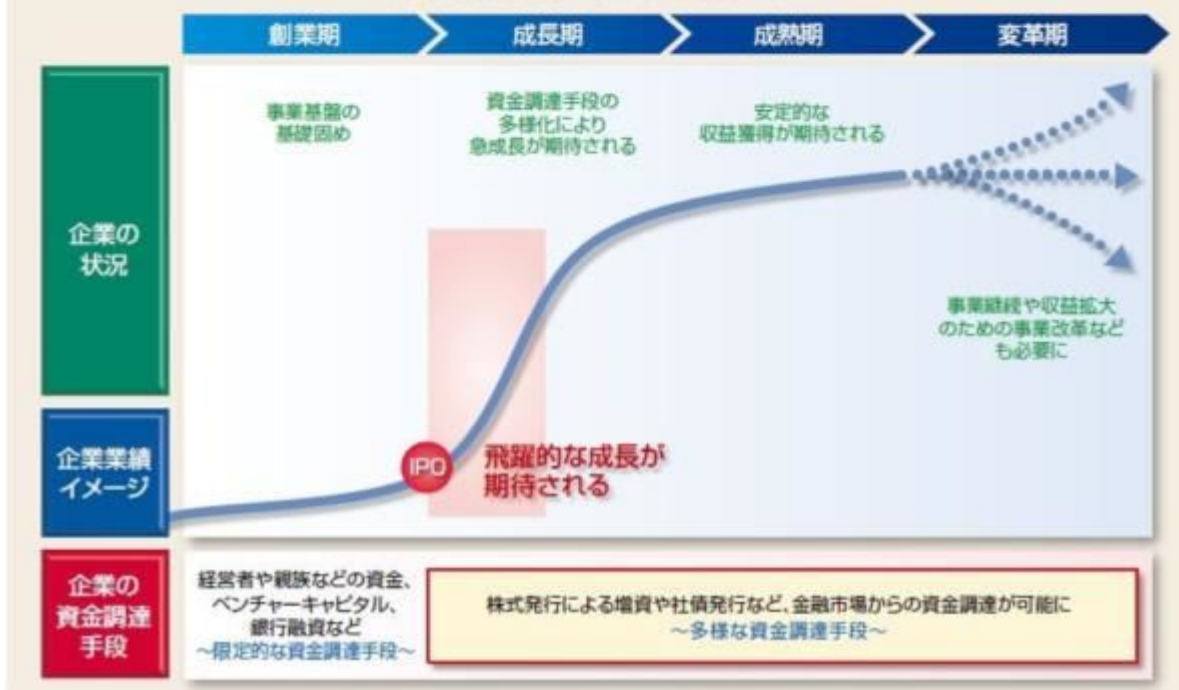 創業期
成長期
成熟期
変革期
企業の
状況
事業基盤の
基礎固め
資金調達手段の
多様化により
急成長が期待される
安定的な
収益獲得が期待される
事業継続や収益拡大
のための事業改革など
も必要に
企業業績
イメージ
IPO
飛躍的な成長が
期待される
企業の
資金調達
手段
経営者や親族などの資金、
ベンチャーキャピタル、
銀行融資など
～限定的な資金調達手段～
株式発行による増資や社債発行など、金融市場からの資金調達が可能に
～多様な資金調達手段～